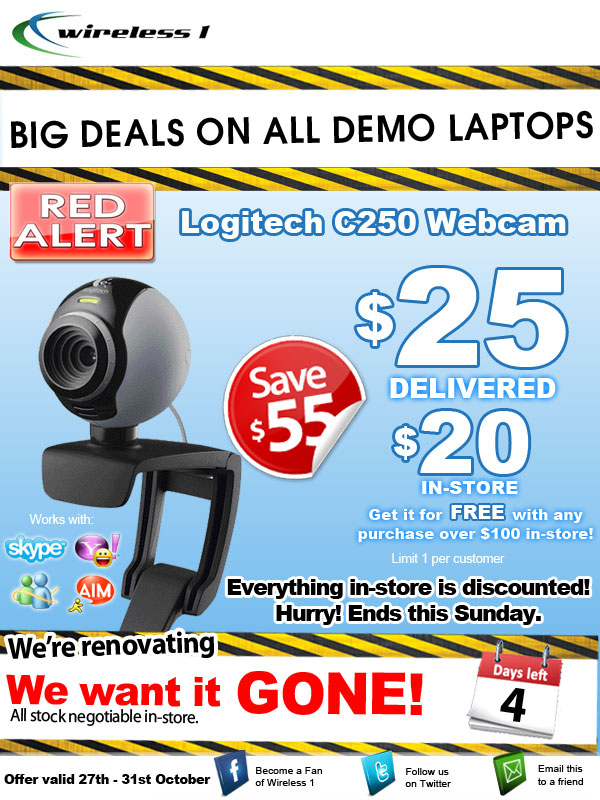 wireless 1
BIG DEALS ON ALL DEMO LAPTOPS
RED
ALERT
Logitech C250 Webcam
Logitech
$25
DELIVERED
Save
$55
$20
IN-STORE
Get it for FREE with any
purchase over $100 in-store!
Limit 1 per customer
Works with:
skype
Y!
AIM
Everything in-store is discounted!
Hurry! Ends this Sunday.
We're renovating
We want it GONE!
All stock negotiable in-store.
Days left
4
Offer valid 27th - 31st October
f
Become a Fan
of Wireless 1
t
Follow us
on Twitter
Email this
to a friend